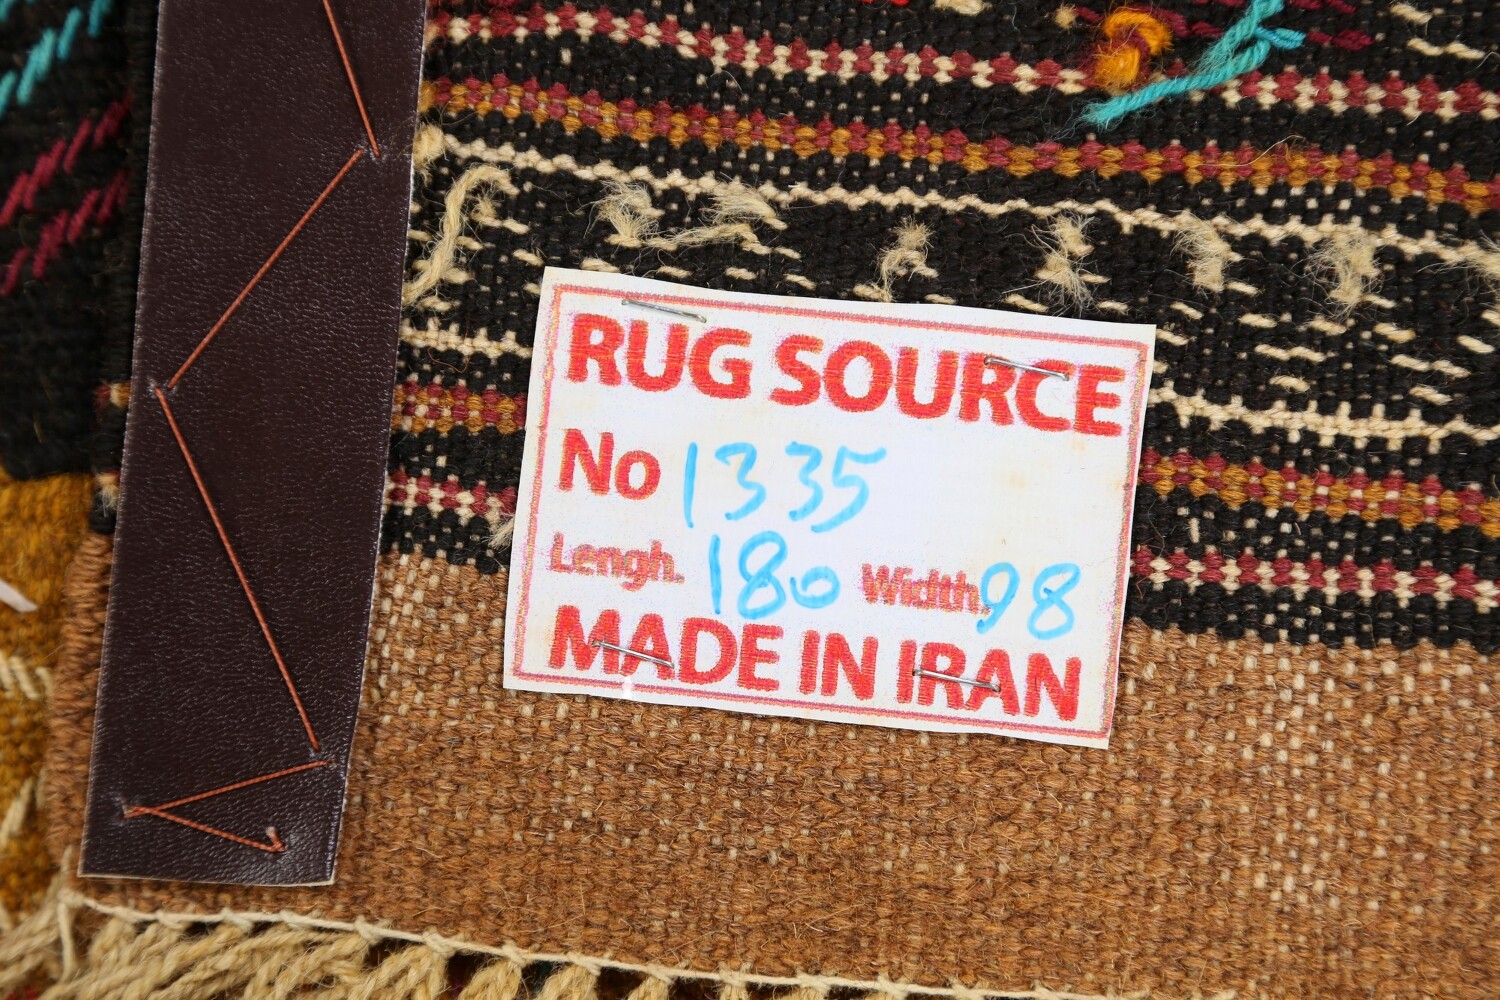 RUG SOURCE
No 1335
Lengh. 180 Width. 98
MADE IN IRAN